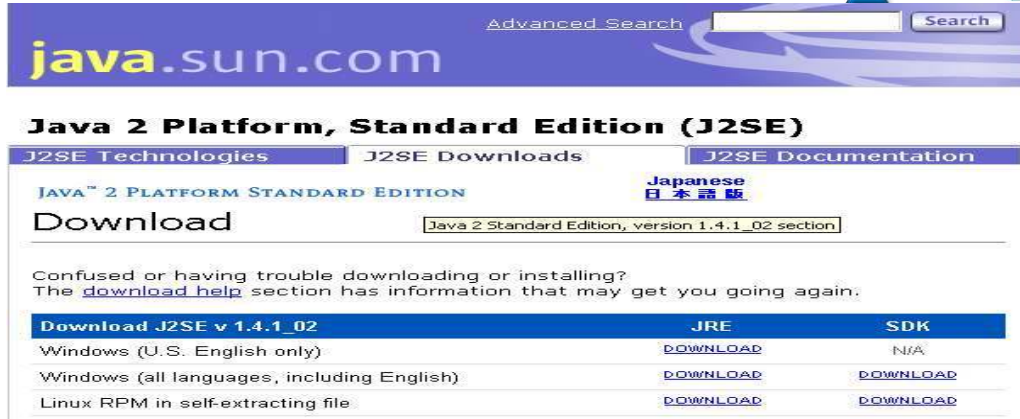 Advanced Search Search
java.sun.com
Java 2 Platform, Standard Edition (J2SE)
J2SE Technologies J2SE Downloads J2SE Documentation
JAVA™ 2 PLATFORM STANDARD EDITION Japanese
日本語版
Download Java 2 Standard Edition, version 1.4.1_02 section
Confused or having trouble downloading or installing?
The download help section has information that may get you going again.
Download J2SE v 1.4.1_02 JRE SDK
Windows (U.S. English only) DOWNLOAD N/A
Windows (all languages, including English) DOWNLOAD DOWNLOAD
Linux RPM in self-extracting file DOWNLOAD DOWNLOAD